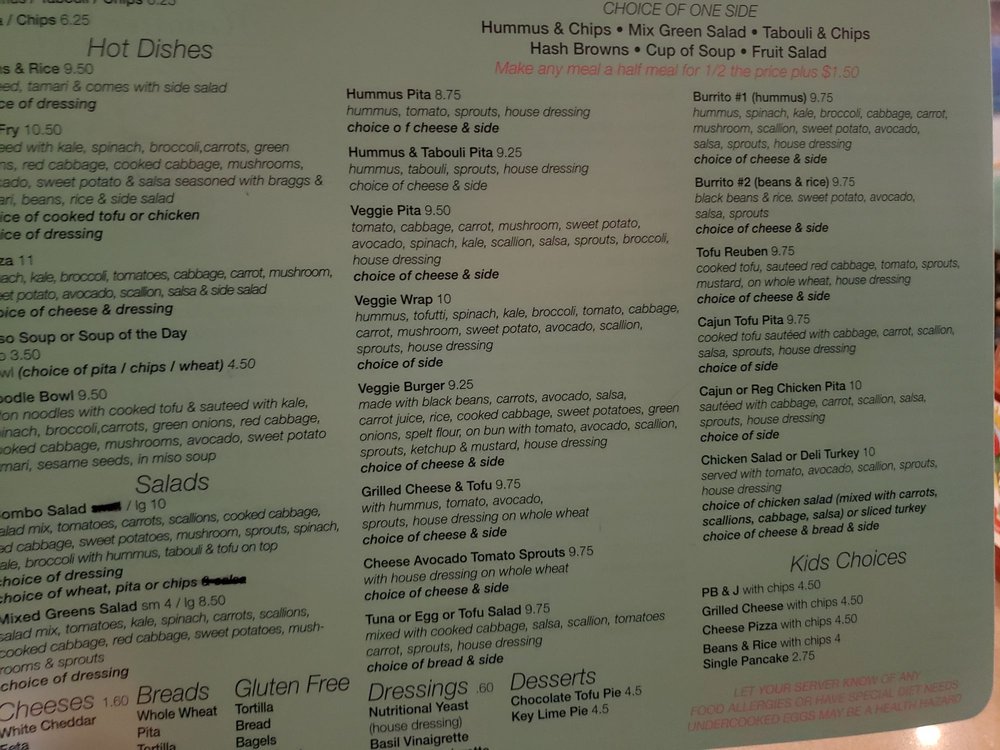 / Chips 6.25
Hot Dishes
& Rice 9.50
tamari & comes with side salad
of dressing
Fry 10.50
with kale, spinach, broccoli,carrots, green
red cabbage, cooked cabbage, mushrooms,
sweet potato & salsa seasoned with braggs &
beans, rice & side salad
of cooked tofu or chicken
of dressing
11
kale, broccoli, tomatoes, cabbage, carrot, mushroom,
potato, avocado, scallion, salsa & side salad
of cheese & dressing
Soup or Soup of the Day
3.50
(choice of pita / chips / wheat) 4.50
Bowl 9.50
noodles with cooked tofu & sauteed with kale,
broccoli,carrots, green onions, red cabbage,
cabbage, mushrooms, avocado, sweet potato
sesame seeds, in miso soup
Salads
Salad / lg 10
salad mix, tomatoes, carrots, scallions, cooked cabbage,
cabbage, sweet potatoes, mushroom, sprouts, spinach,
kale, broccoli with hummus, tabouli & tofu on top
choice of dressing
choice of wheat, pita or chips
Mixed Greens Salad sm 4 / lg 8.50
salad mix, tomatoes, kale, spinach, carrots, scallions,
cooked cabbage, red cabbage, sweet potatoes, mush-
rooms & sprouts
choice of dressing
Cheeses 1.60
White Cheddar
Feta
Breads
Whole Wheat
Pita
Tortilla
Gluten Free
Tortilla
Bread
Bagels
CHOICE OF ONE SIDE
Hummus & Chips • Mix Green Salad • Tabouli & Chips
Hash Browns • Cup of Soup • Fruit Salad
Make any meal a half meal for 1/2 the price plus $1.50
Hummus Pita 8.75
hummus, tomato, sprouts, house dressing
choice o f cheese & side
Hummus & Tabouli Pita 9.25
hummus, tabouli, sprouts, house dressing
choice of cheese & side
Veggie Pita 9.50
tomato, cabbage, carrot, mushroom, sweet potato,
avocado, spinach, kale, scallion, salsa, sprouts, broccoli,
house dressing
choice of cheese & side
Veggie Wrap 10
hummus, tofutti, spinach, kale, broccoli, tomato, cabbage,
carrot, mushroom, sweet potato, avocado, scallion,
sprouts, house dressing
choice of side
Veggie Burger 9.25
made with black beans, carrots, avocado, salsa,
carrot juice, rice, cooked cabbage, sweet potatoes, green
onions, spelt flour, on bun with tomato, avocado, scallion,
sprouts, ketchup & mustard, house dressing
choice of cheese & side
Grilled Cheese & Tofu 9.75
with hummus, tomato, avocado,
sprouts, house dressing on whole wheat
choice of cheese & side
Cheese Avocado Tomato Sprouts 9.75
with house dressing on whole wheat
choice of cheese & side
Tuna or Egg or Tofu Salad 9.75
mixed with cooked cabbage, salsa, scallion, tomatoes
carrot, sprouts, house dressing
choice of bread & side
Dressings .60
Nutritional Yeast
(house dressing)
Basil Vinaigrette
Desserts
Chocolate Tofu Pie 4.5
Key Lime Pie 4.5
Burrito #1 (hummus) 9.75
hummus, spinach, kale, broccoli, cabbage, carrot,
mushroom, scallion, sweet potato, avocado,
salsa, sprouts, house dressing
choice of cheese & side
Burrito #2 (beans & rice) 9.75
black beans & rice. sweet potato, avocado,
salsa, sprouts
choice of cheese & side
Tofu Reuben 9.75
cooked tofu, sauteed red cabbage, tomato, sprouts,
mustard, on whole wheat, house dressing
choice of cheese & side
Cajun Tofu Pita 9.75
cooked tofu sautéed with cabbage, carrot, scallion,
salsa, sprouts, house dressing
choice of side
Cajun or Reg Chicken Pita 10
sautéed with cabbage, carrot, scallion, salsa,
sprouts, house dressing
choice of side
Chicken Salad or Deli Turkey 10
served with tomato, avocado, scallion, sprouts,
house dressing
choice of chicken salad (mixed with carrots,
scallions, cabbage, salsa) or sliced turkey
choice of cheese & bread & side
Kids Choices
PB & J with chips 4.50
Grilled Cheese with chips 4.50
Cheese Pizza with chips 4.50
Beans & Rice with chips 4
Single Pancake 2.75
LET YOUR SERVER KNOW OF ANY
FOOD ALLERGIES OR HAVE SPECIAL DIET NEEDS
UNDERCOOKED EGGS MAY BE A HEALTH HAZARD